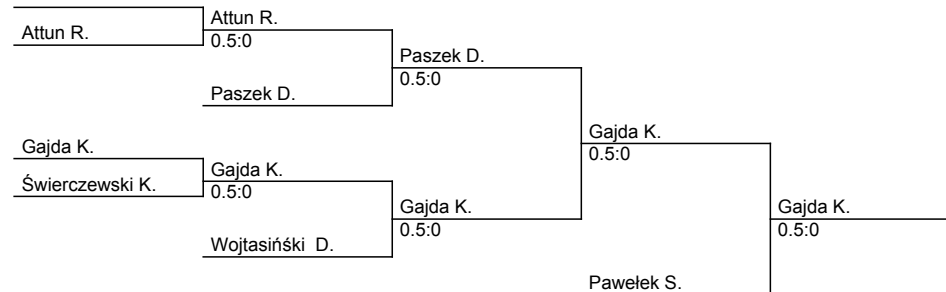 Attun R.
Attun R.
0.5:0
Paszek D.
0.5:0
Paszek D.
Gajda K.
0.5:0
Gajda K.
Świerczewski K.
Gajda K.
0.5:0
Gajda K.
0.5:0
Gajda K.
0.5:0
Wojtasińśki D.
Pawełek S.